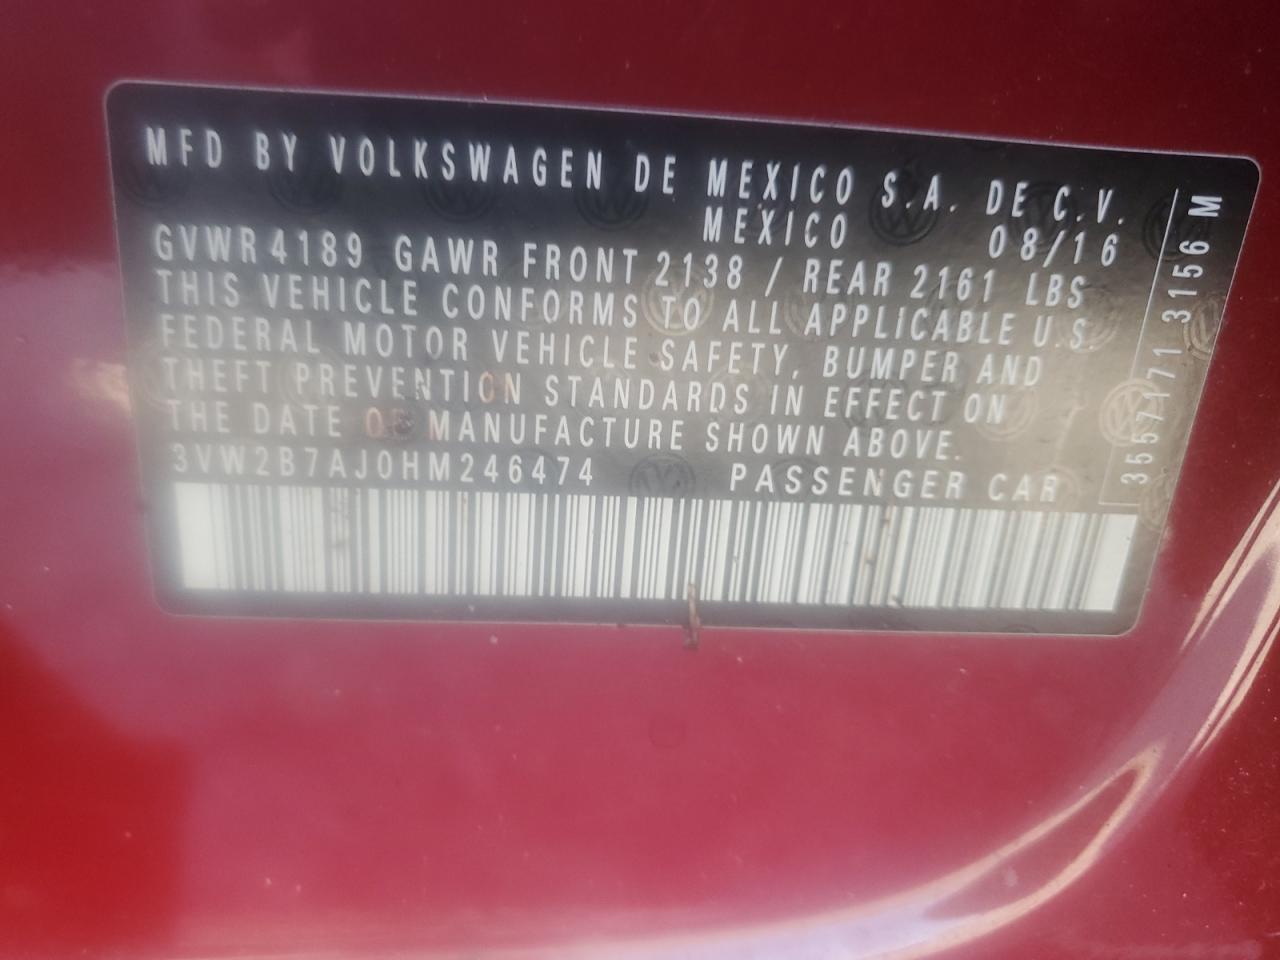 MFD BY VOLKSWAGEN DE MEXICO S.A. DE C.V.
MEXICO 08/16
GVWR 4189 GAWR FRONT 2138 / REAR 2161 LBS
THIS VEHICLE CONFORMS TO ALL APPLICABLE U.S.
FEDERAL MOTOR VEHICLE SAFETY, BUMPER AND
THEFT PREVENTION STANDARDS IN EFFECT ON
THE DATE OF MANUFACTURE SHOWN ABOVE.
3VW2B7AJ0HM246474 PASSENGER CAR
3557171 3156 M